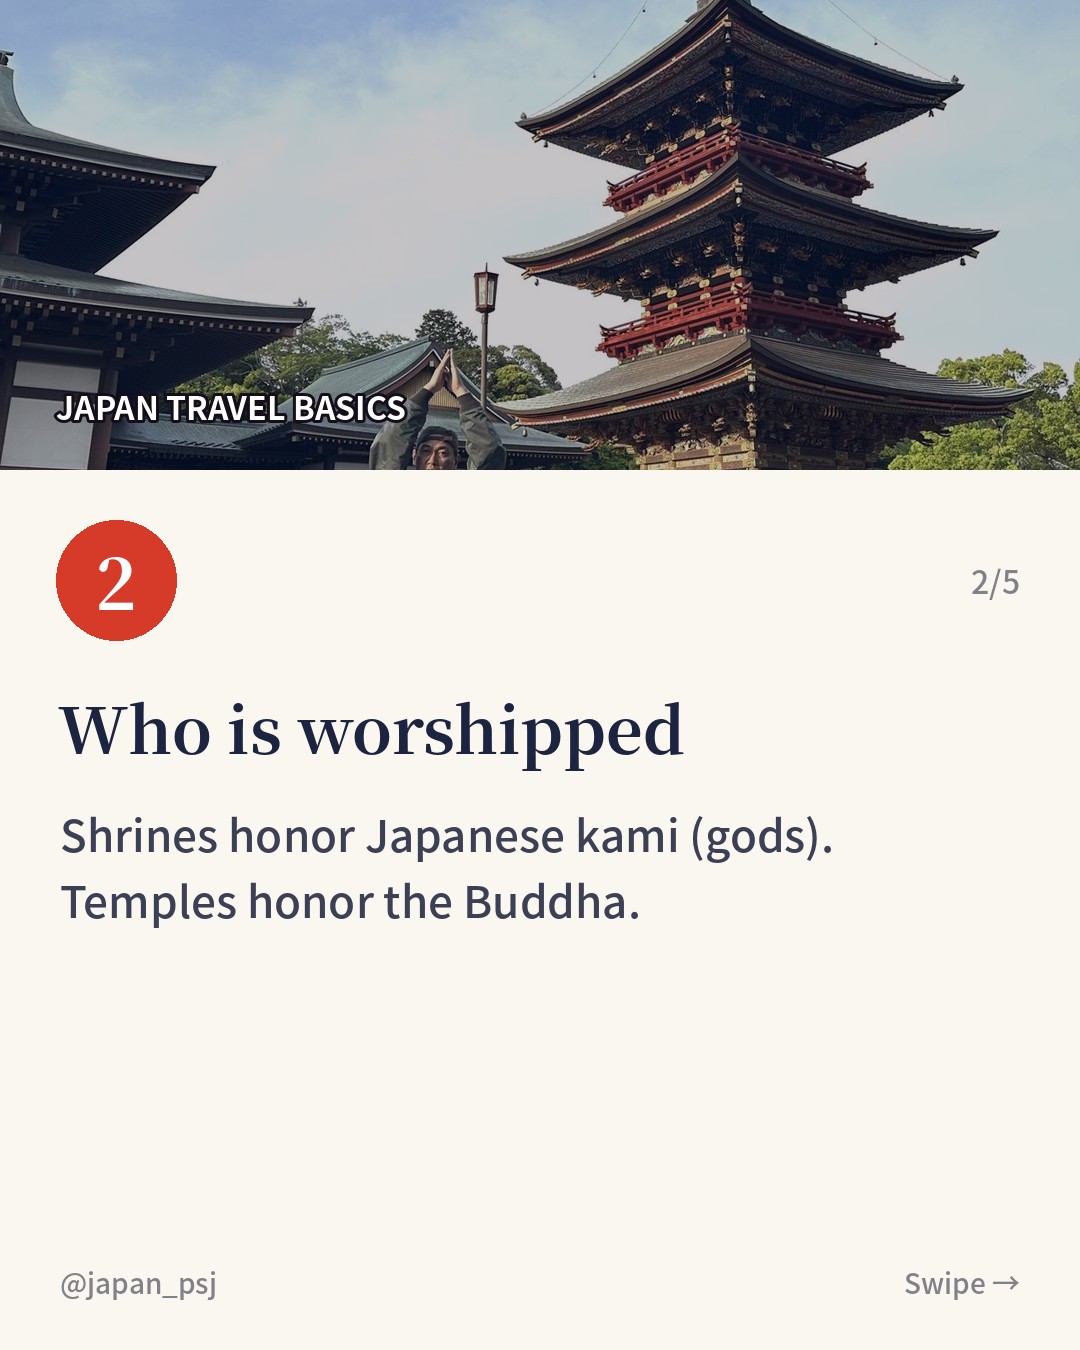 JAPAN TRAVEL BASICS
2
2/5
Who is worshipped
Shrines honor Japanese kami (gods).
Temples honor the Buddha.
@japan_psj
Swipe →